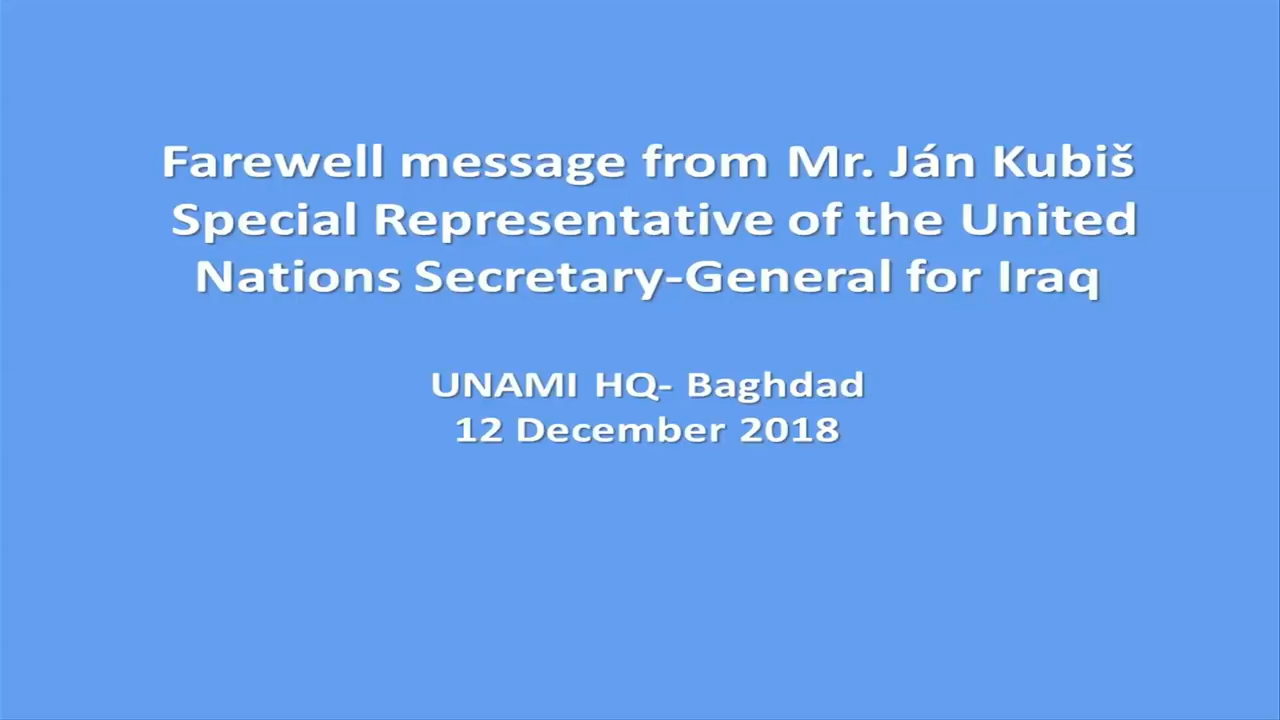 Farewell message from Mr. Ján Kubiš
Special Representative of the United
Nations Secretary-General for Iraq
UNAMI HQ- Baghdad
12 December 2018